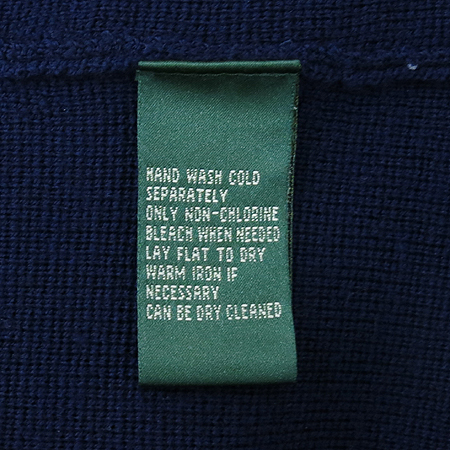 HAND WASH COLD
SEPARATELY
ONLY NON-CHLORINE
BLEACH WHEN NEEDED
LAY FLAT TO DRY
WARM IRON IF
NECESSARY
CAN BE DRY CLEANED